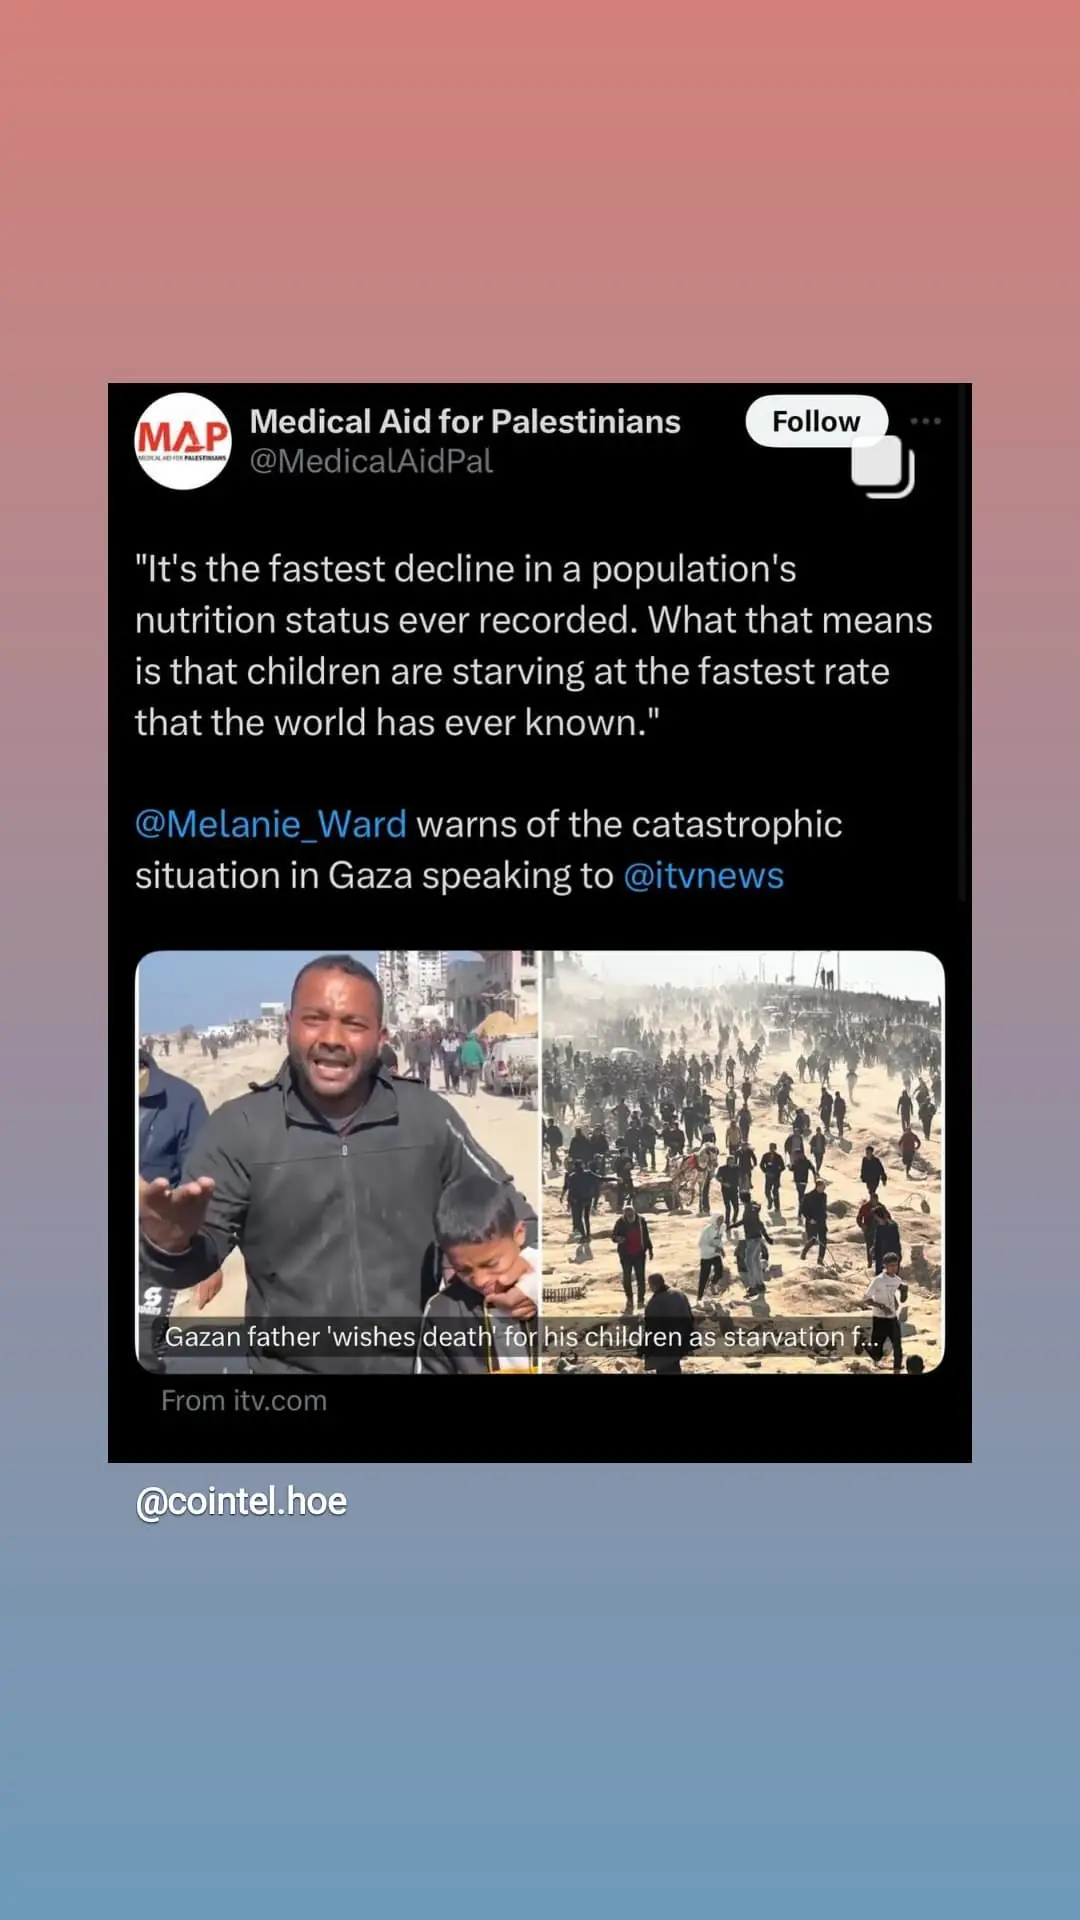 MAP
MEDICAL AID FOR PALESTINIANS
Medical Aid for Palestinians
@MedicalAidPal
Follow
"It's the fastest decline in a population's
nutrition status ever recorded. What that means
is that children are starving at the fastest rate
that the world has ever known."
@Melanie_Ward warns of the catastrophic
situation in Gaza speaking to @itvnews
Gazan father 'wishes death' for his children as starvation f...
From itv.com
@cointel.hoe